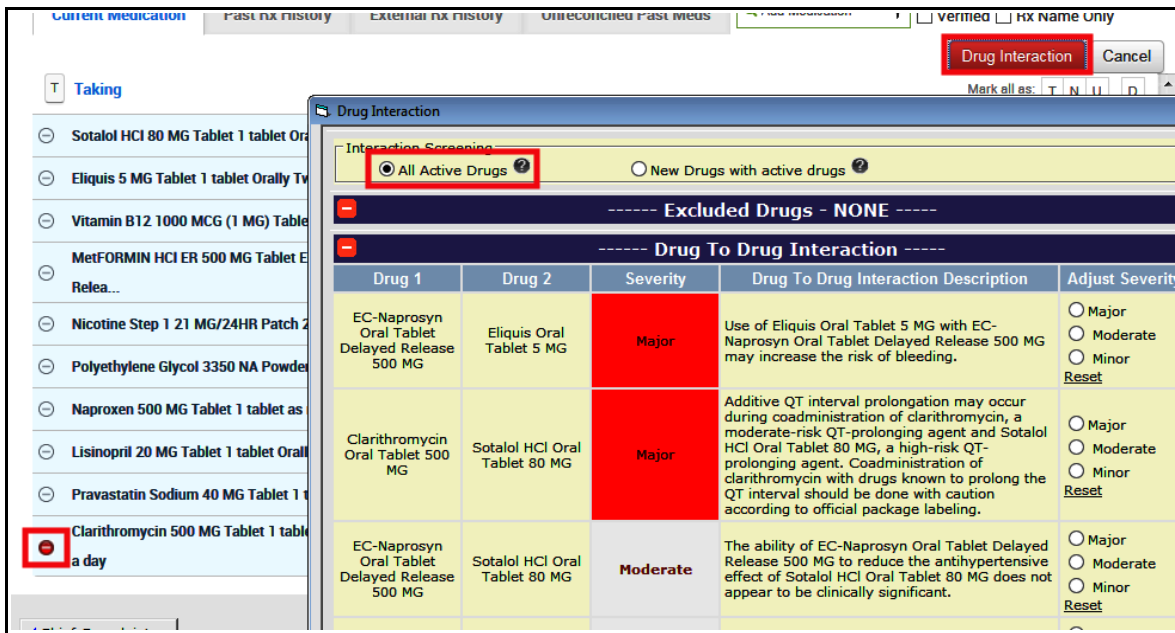 Current Medication Past Rx History External Rx History Unreconciled Past Meds Add Medication Verified Rx Name Only
Drug Interaction Cancel
T Taking Mark all as: T N U D
Sotalol HCl 80 MG Tablet 1 tablet Ora
Eliquis 5 MG Tablet 1 tablet Orally Tw
Vitamin B12 1000 MCG (1 MG) Table
MetFORMIN HCl ER 500 MG Tablet E
Relea...
Nicotine Step 1 21 MG/24HR Patch 2
Polyethylene Glycol 3350 NA Powder
Naproxen 500 MG Tablet 1 tablet as
Lisinopril 20 MG Tablet 1 tablet Orall
Pravastatin Sodium 40 MG Tablet 1 t
Clarithromycin 500 MG Tablet 1 table
a day
Drug Interaction
Interaction Screening
All Active Drugs ? New Drugs with active drugs ?
------ Excluded Drugs - NONE -----
------ Drug To Drug Interaction -----
Drug 1 Drug 2 Severity Drug To Drug Interaction Description Adjust Severity
EC-Naprosyn
Oral Tablet
Delayed Release
500 MG
Eliquis Oral
Tablet 5 MG
Major
Use of Eliquis Oral Tablet 5 MG with EC-
Naprosyn Oral Tablet Delayed Release 500 MG
may increase the risk of bleeding.
Major
Moderate
Minor
Reset
Clarithromycin
Oral Tablet 500
MG
Sotalol HCl Oral
Tablet 80 MG
Major
Additive QT interval prolongation may occur
during coadministration of clarithromycin, a
moderate-risk QT-prolonging agent and Sotalol
HCl Oral Tablet 80 MG, a high-risk QT-
prolonging agent. Coadministration of
clarithromycin with drugs known to prolong the
QT interval should be done with caution
according to official package labeling.
Major
Moderate
Minor
Reset
EC-Naprosyn
Oral Tablet
Delayed Release
500 MG
Sotalol HCl Oral
Tablet 80 MG
Moderate
The ability of EC-Naprosyn Oral Tablet Delayed
Release 500 MG to reduce the antihypertensive
effect of Sotalol HCl Oral Tablet 80 MG does not
appear to be clinically significant.
Major
Moderate
Minor
Reset